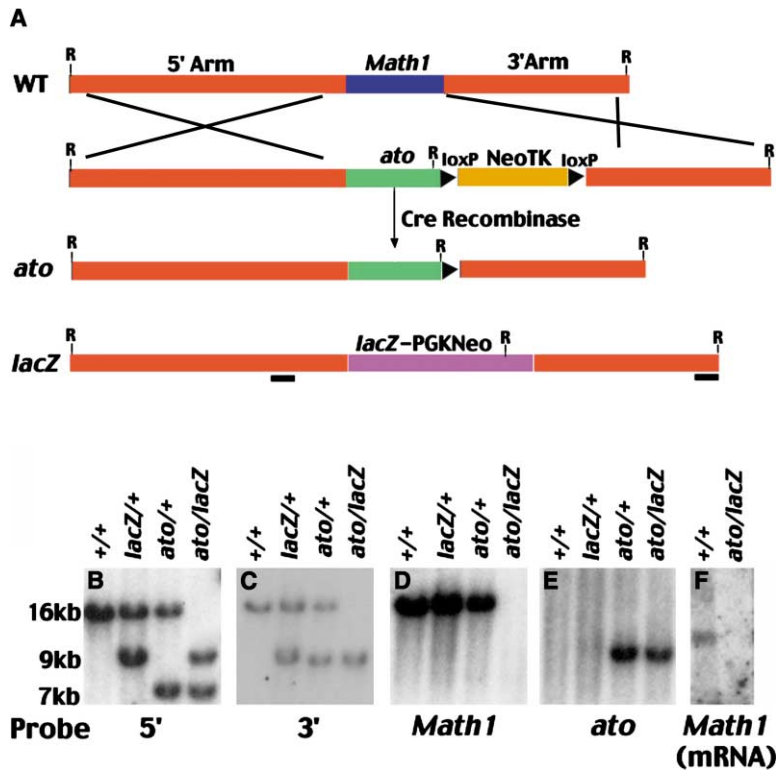 A
R 5' Arm Math1 3'Arm R
WT
R ato R loxP NeoTK loxP R
Cre Recombinase
R R R
ato
R lacZ-PGKNeo R R
lacZ
+/+ lacZ/+ ato/+ ato/lacZ +/+ lacZ/+ ato/+ ato/lacZ +/+ lacZ/+ ato/+ ato/lacZ +/+ lacZ/+ ato/+ ato/lacZ +/+ ato/lacZ
B C D E F
16kb
9kb
7kb
Probe 5' 3' Math1 ato Math1
(mRNA)